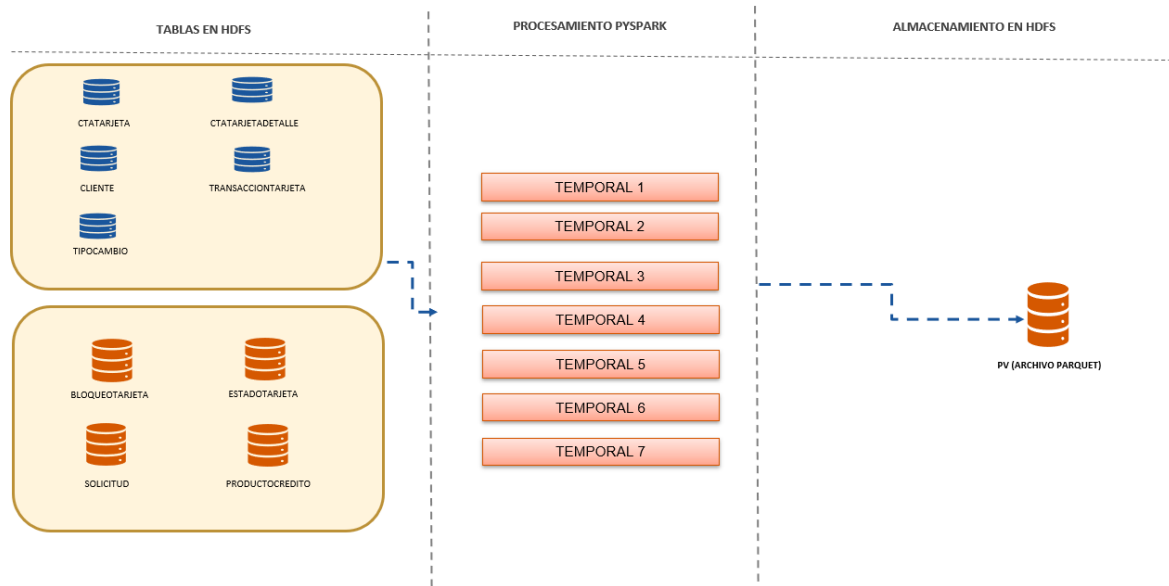 TABLAS EN HDFS
PROCESAMIENTO PYSPARK
ALMACENAMIENTO EN HDFS
CTATARJETA
CTATARJETADETALLE
CLIENTE
TRANSACCIONTARJETA
TIPOCAMBIO
BLOQUEOTARJETA
ESTADOTARJETA
SOLICITUD
PRODUCTOCREDITO
TEMPORAL 1
TEMPORAL 2
TEMPORAL 3
TEMPORAL 4
TEMPORAL 5
TEMPORAL 6
TEMPORAL 7
PV (ARCHIVO PARQUET)